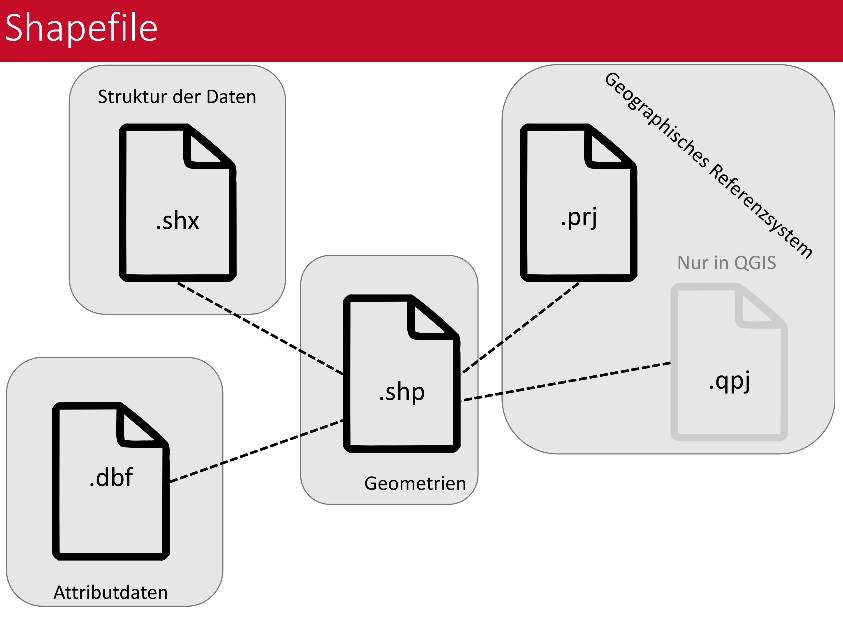 Shapefile
Struktur der Daten
.shx
Geographisches Referenzsystem
.prj
Nur in QGIS
.qpj
.shp
Geometrien
.dbf
Attributdaten